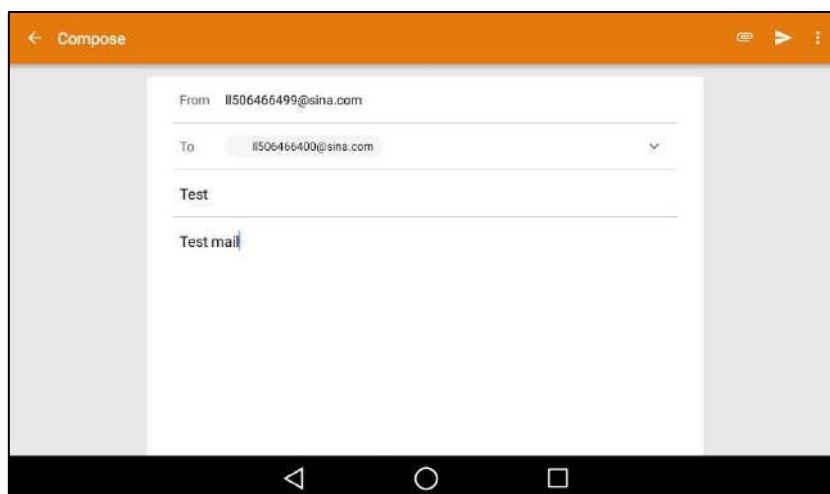 Compose
From ll506466499@sina.com
To ll506466400@sina.com
Test
Test mail